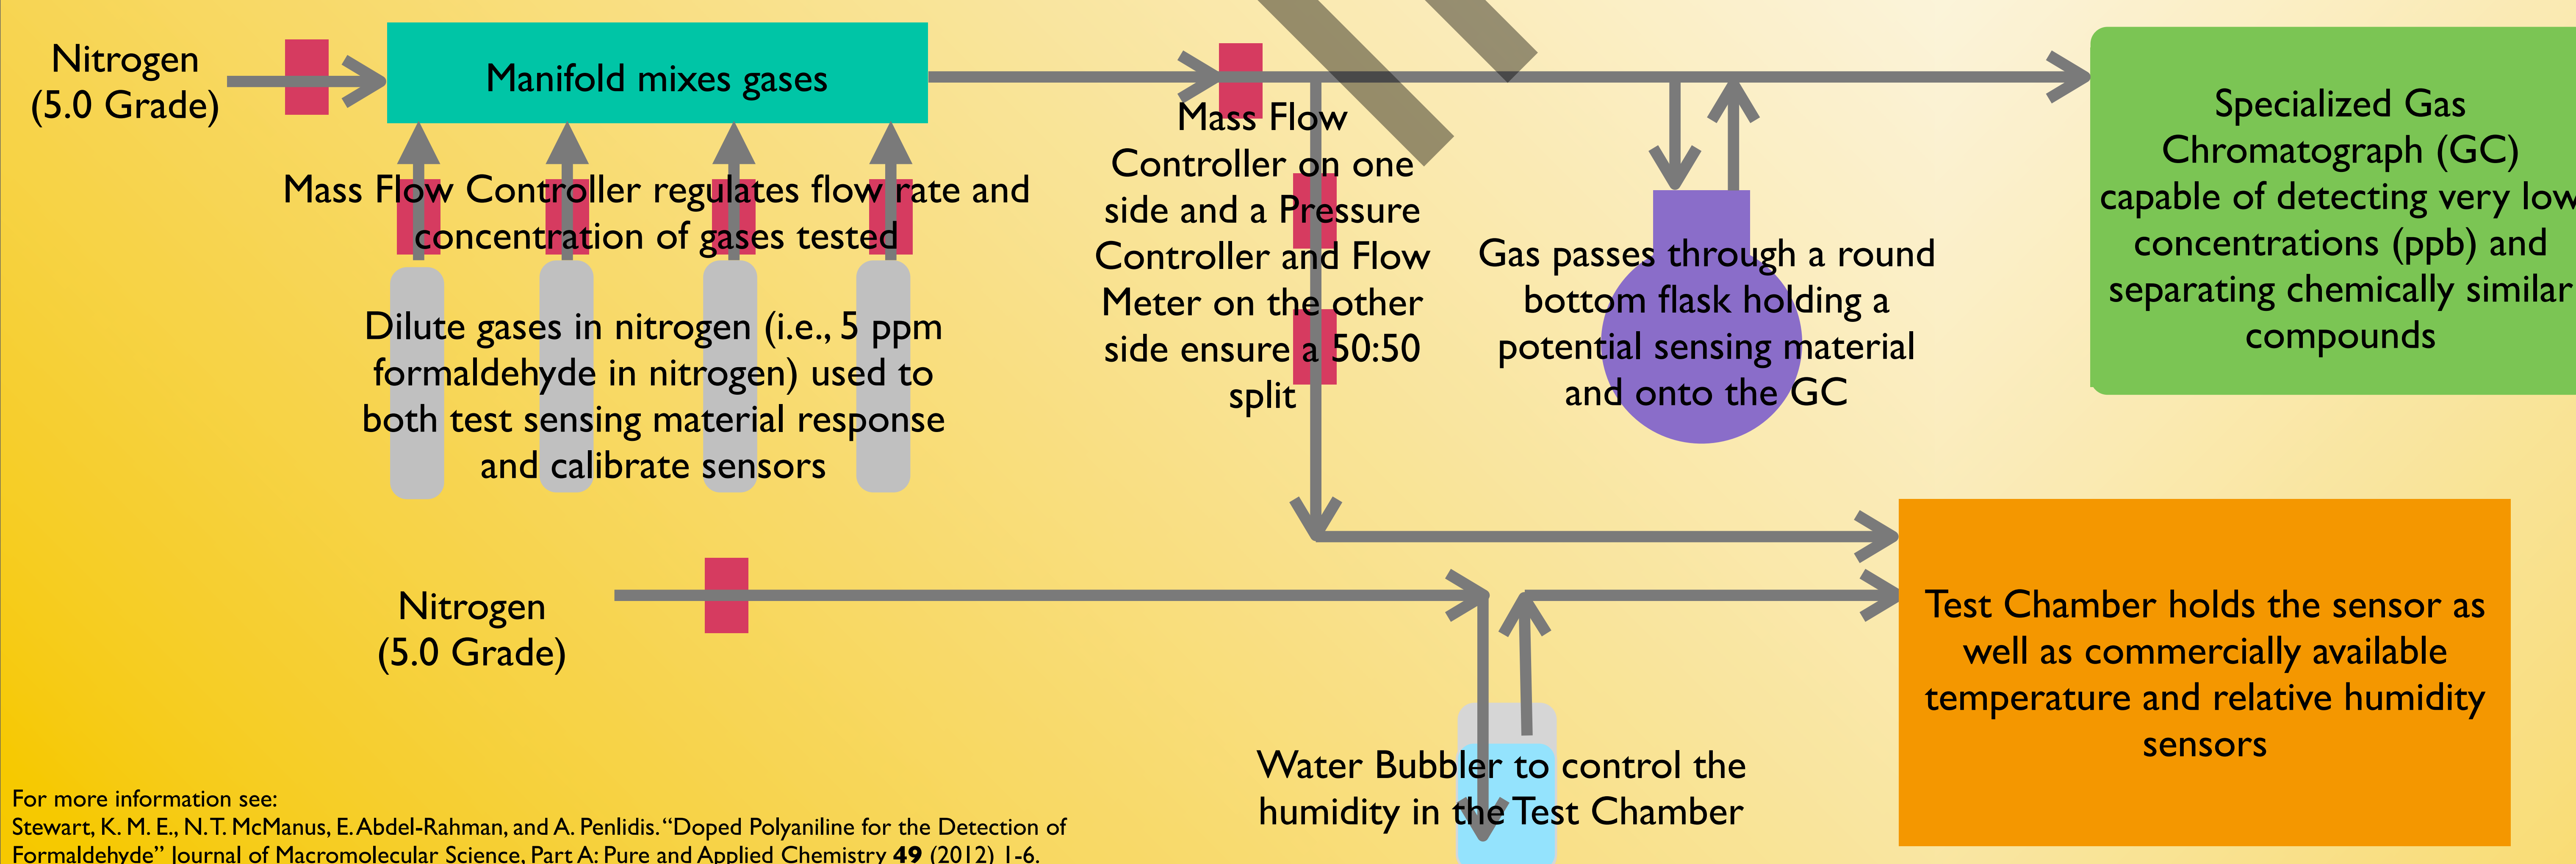 Nitrogen
(5.0 Grade)
Manifold mixes gases
Mass Flow Controller regulates flow rate and
concentration of gases tested
Dilute gases in nitrogen (i.e., 5 ppm
formaldehyde in nitrogen) used to
both test sensing material response
and calibrate sensors
Mass Flow
Controller on one
side and a Pressure
Controller and Flow
Meter on the other
side ensure a 50:50
split
Gas passes through a round
bottom flask holding a
potential sensing material
and onto the GC
Specialized Gas
Chromatograph (GC)
capable of detecting very low
concentrations (ppb) and
separating chemically similar
compounds
Nitrogen
(5.0 Grade)
Water Bubbler to control the
humidity in the Test Chamber
Test Chamber holds the sensor as
well as commercially available
temperature and relative humidity
sensors
For more information see:
Stewart, K. M. E., N. T. McManus, E. Abdel-Rahman, and A. Penlidis. “Doped Polyaniline for the Detection of
Formaldehyde” Journal of Macromolecular Science, Part A: Pure and Applied Chemistry 49 (2012) 1-6.